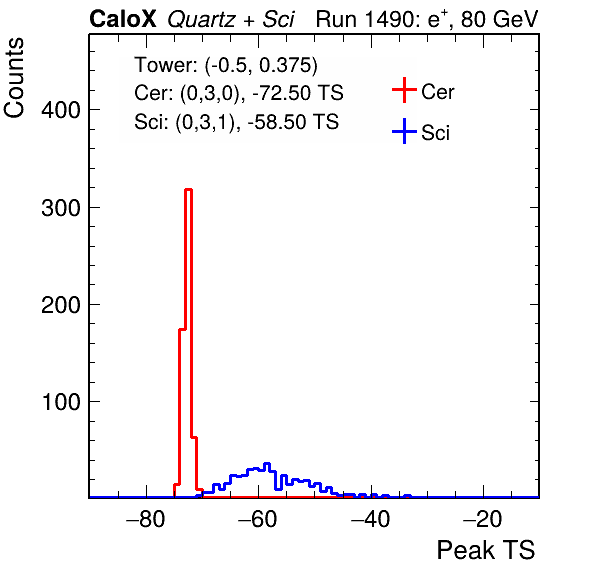 CaloX Quartz + Sci Run 1490: e+, 80 GeV
Counts
Tower: (-0.5, 0.375)
Cer: (0,3,0), -72.50 TS
Sci: (0,3,1), -58.50 TS
Cer
Sci
400
300
200
100
−80 −60 −40 −20
Peak TS